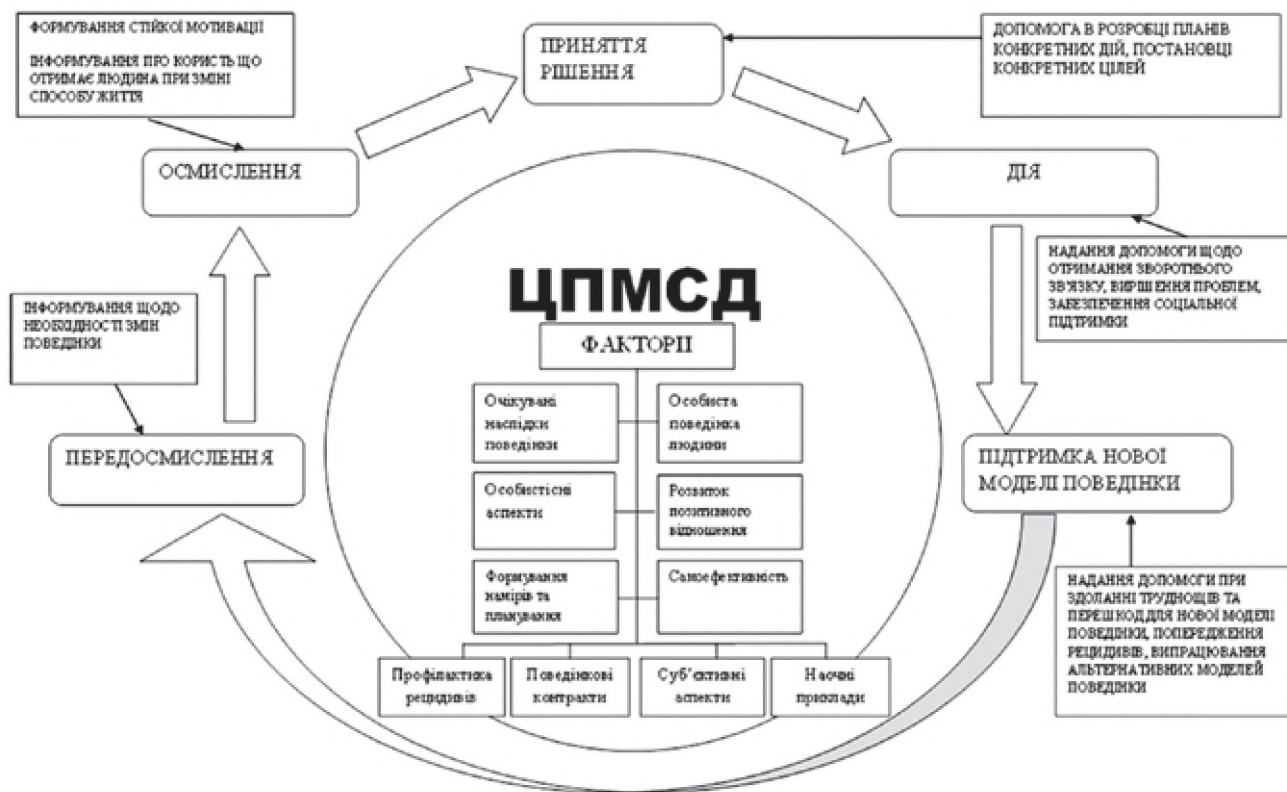 ФОРМУВАННЯ СТІЙКОЇ МОТИВАЦІЇ
ІНФОРМУВАННЯ ПРО КОРИСТЬ ЩО
ОТРИМАЄ ЛЮДИНА ПРИ ЗМІНІ
СПОСОБУ ЖИТТЯ
ПРИНЯТТЯ
РІШЕННЯ
ДОПОМОГА В РОЗРОБЦІ ПЛАНІВ
КОНКРЕТНИХ ДІЙ, ПОСТАНОВЦІ
КОНКРЕТНИХ ЦІЛЕЙ
ОСМИСЛЕННЯ
ДІЯ
НАДАННЯ ДОПОМОГИ ЩОДО
ОТРИМАННЯ ЗВОРОТНЬОГО
ЗВ'ЯЗКУ, ВИРІШЕННЯ ПРОБЛЕМ,
ЗАБЕЗПЕЧЕННЯ СОЦІАЛЬНОЇ
ПІДТРИМКИ
ІНФОРМУВАННЯ ЩОДО
НЕОБХІДНОСТІ ЗМІН
ПОВЕДІНКИ
ПЕРЕДОСМИСЛЕННЯ
ЦПМСД
ФАКТОРІІ
Очікувані
наслідки
поведінки
Особиста
поведінка
людини
Особистісні
аспекти
Розвиток
позитивного
відношення
Формування
намірів та
планування
Самоефективність
Профілактика
рецидивів
Поведінкові
контракти
Суб'єктивні
аспекти
Наочні
приклади
ПІДТРИМКА НОВОЇ
МОДЕЛІ ПОВЕДІНКИ
НАДАННЯ ДОПОМОГИ ПРИ
ЗДОЛАННІ ТРУДНОЩІВ ТА
ПЕРЕШКОД ДЛЯ НОВОЇ МОДЕЛІ
ПОВЕДІНКИ, ПОПЕРЕДЖЕННЯ
РЕЦИДИВІВ, ВИПРАЦЮВАННЯ
АЛЬТЕРНАТИВНИХ МОДЕЛЕЙ
ПОВЕДІНКИ